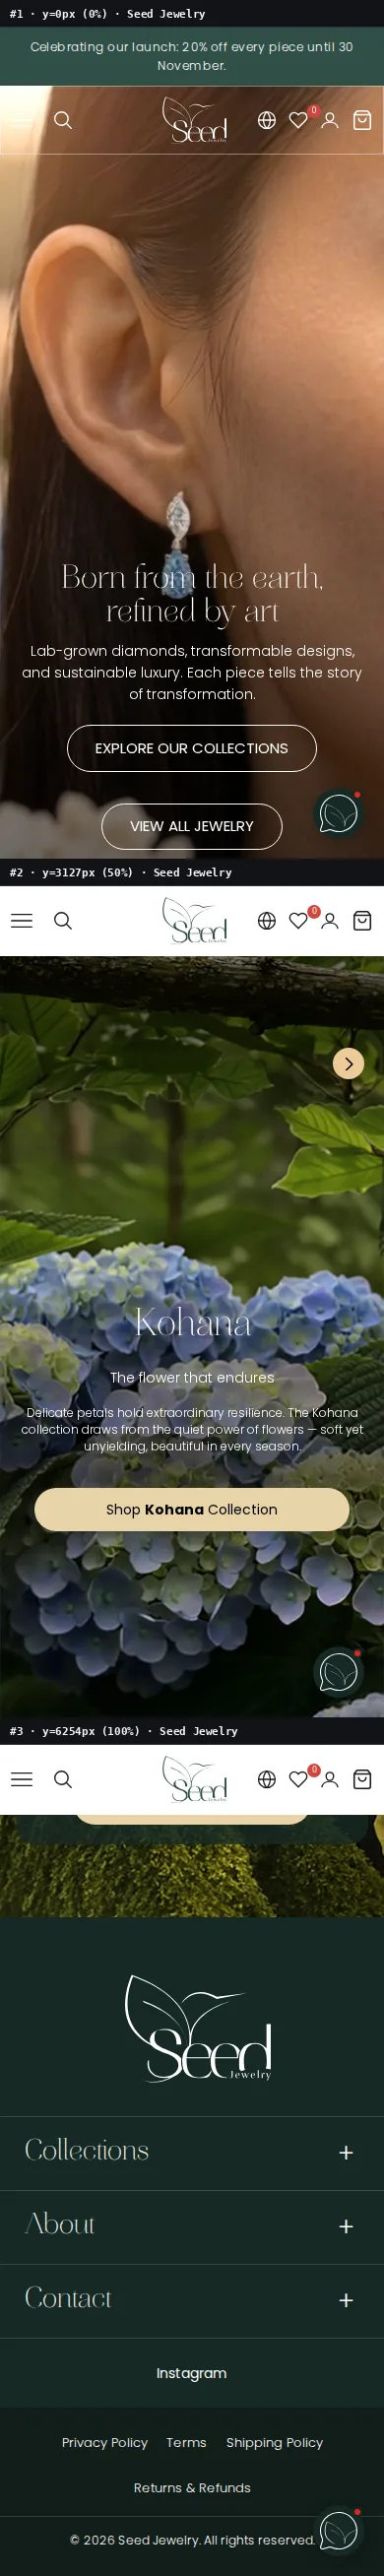 #1 · y=0px (0%) · Seed Jewelry
Celebrating our launch: 20% off every piece until 30
November.
Seed
Jewelry
0
Born from the earth,
refined by art
Lab-grown diamonds, transformable designs,
and sustainable luxury. Each piece tells the story
of transformation.
EXPLORE OUR COLLECTIONS
VIEW ALL JEWELRY
#2 · y=3127px (50%) · Seed Jewelry
Seed
Jewelry
0
Kohana
The flower that endures
Delicate petals hold extraordinary resilience. The Kohana
collection draws from the quiet power of flowers — soft yet
unyielding, beautiful in every season.
Shop Kohana Collection
#3 · y=6254px (100%) · Seed Jewelry
Seed
Jewelry
0
Seed
Jewelry
Collections
About
Contact
Instagram
Privacy Policy Terms Shipping Policy
Returns & Refunds
© 2026 Seed Jewelry. All rights reserved.